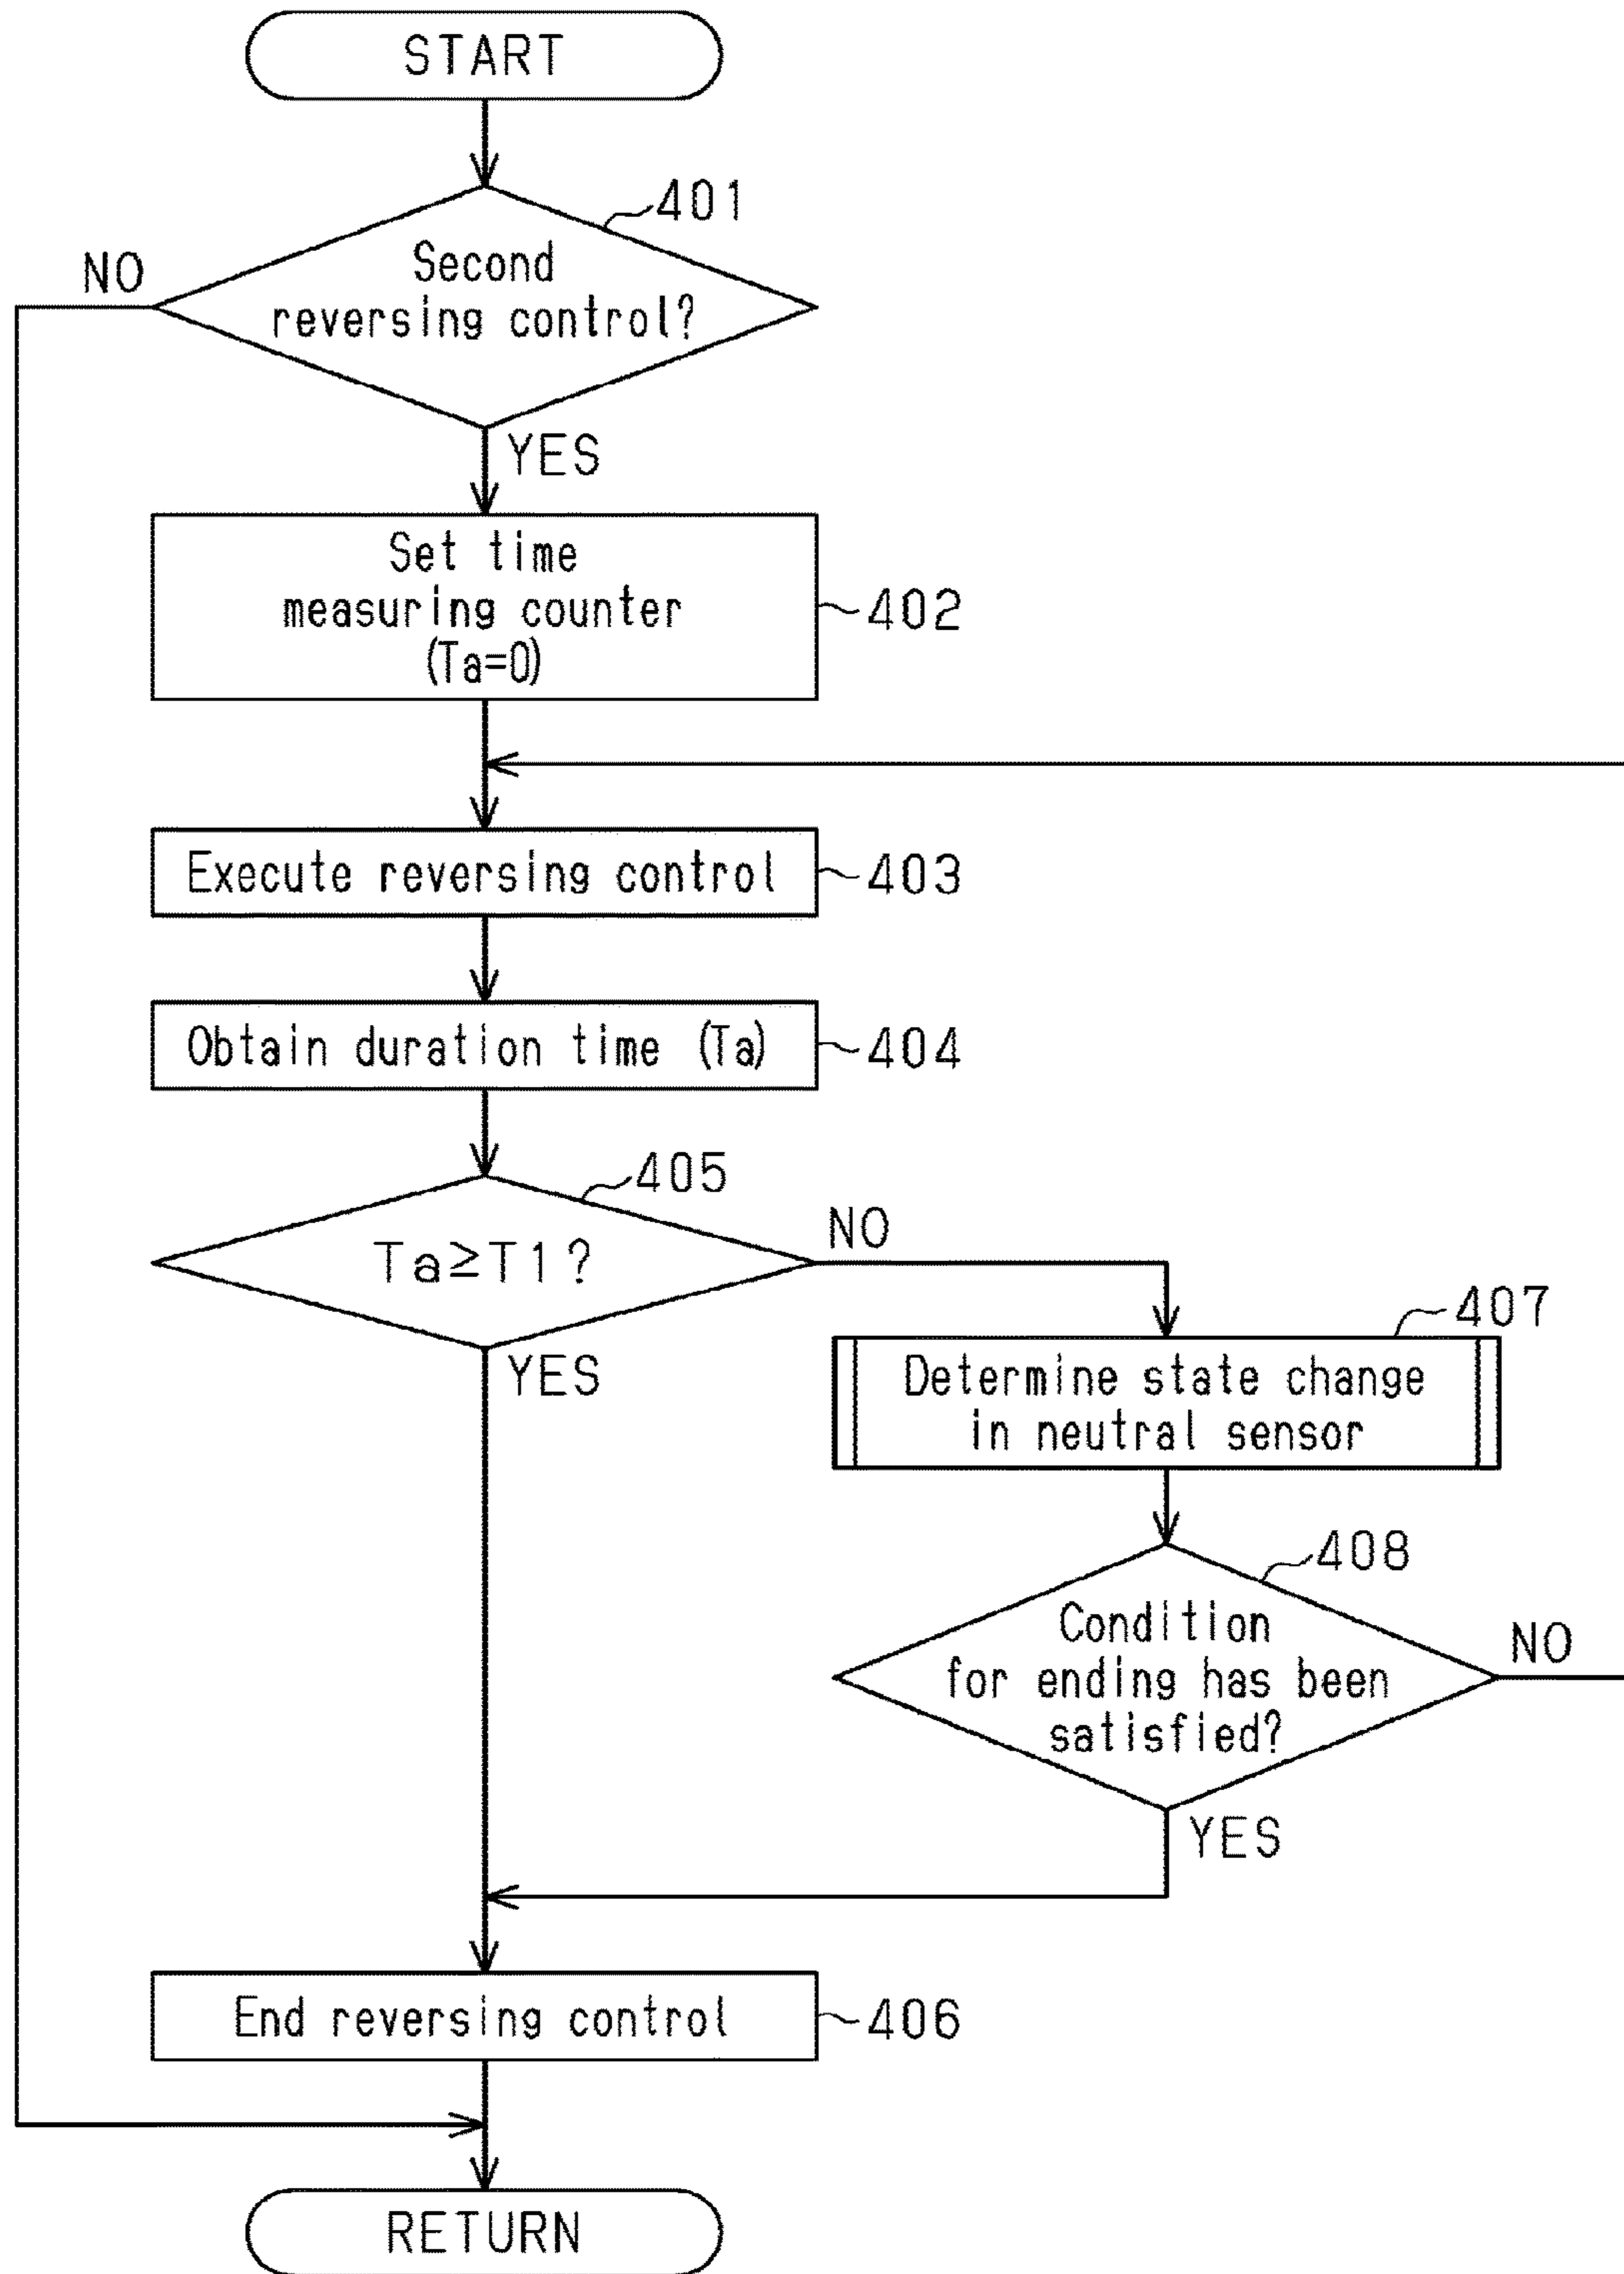 START
401
NO
Second
reversing control?
YES
Set time
measuring counter
(Ta=0)
402
Execute reversing control
403
Obtain duration time (Ta)
404
405
Ta≥T1?
NO
YES
407
Determine state change
in neutral sensor
408
Condition
for ending has been
satisfied?
NO
YES
End reversing control
406
RETURN